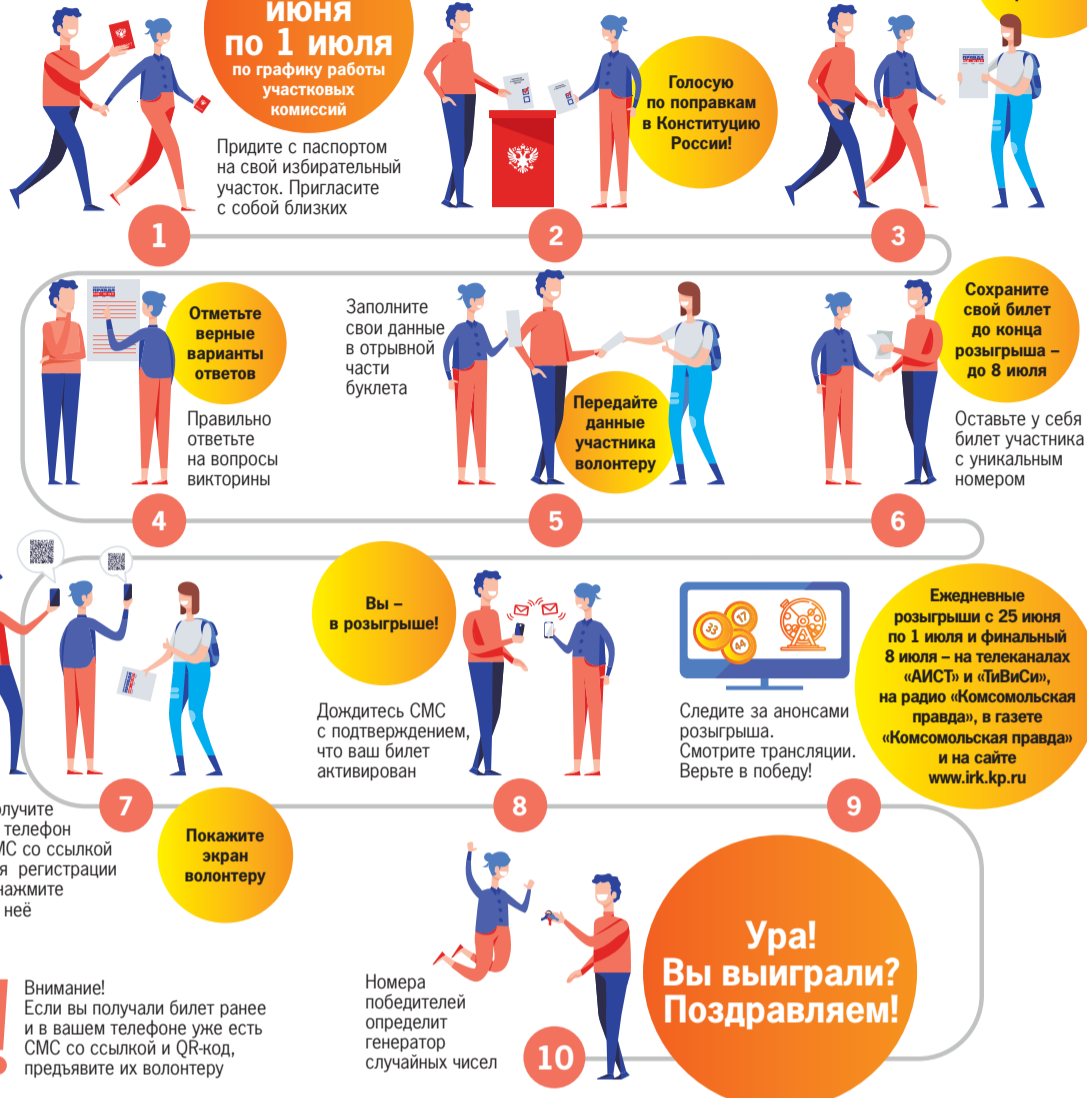 июня
по 1 июля
по графику работы
участковых
комиссий
Придите с паспортом
на свой избирательный
участок. Пригласите
с собой близких
1
Голосую
по поправкам
в Конституцию
России!
2
3
Отметьте
верные
варианты
ответов
Правильно
ответьте
на вопросы
викторины
4
Заполните
свои данные
в отрывной
части
буклета
Передайте
данные
участника
волонтеру
5
Сохраните
свой билет
до конца
розыгрыша –
до 8 июля
Оставьте у себя
билет участника
с уникальным
номером
6
телефон
со ссылкой
регистрации
нажмите
неё
7
Покажите
экран
волонтеру
Вы –
в розыгрыше!
Дождитесь СМС
с подтверждением,
что ваш билет
активирован
8
33
17
44
Следите за анонсами
розыгрыша.
Смотрите трансляции.
Верьте в победу!
9
Ежедневные
розыгрыши с 25 июня
по 1 июля и финальный
8 июля – на телеканалах
«АИСТ» и «ТиВиСи»,
на радио «Комсомольская
правда», в газете
«Комсомольская правда»
и на сайте
www.irk.kp.ru
!
Внимание!
Если вы получали билет ранее
и в вашем телефоне уже есть
СМС со ссылкой и QR-код,
предъявите их волонтеру
Номера
победителей
определит
генератор
случайных чисел
10
Ура!
Вы выиграли?
Поздравляем!